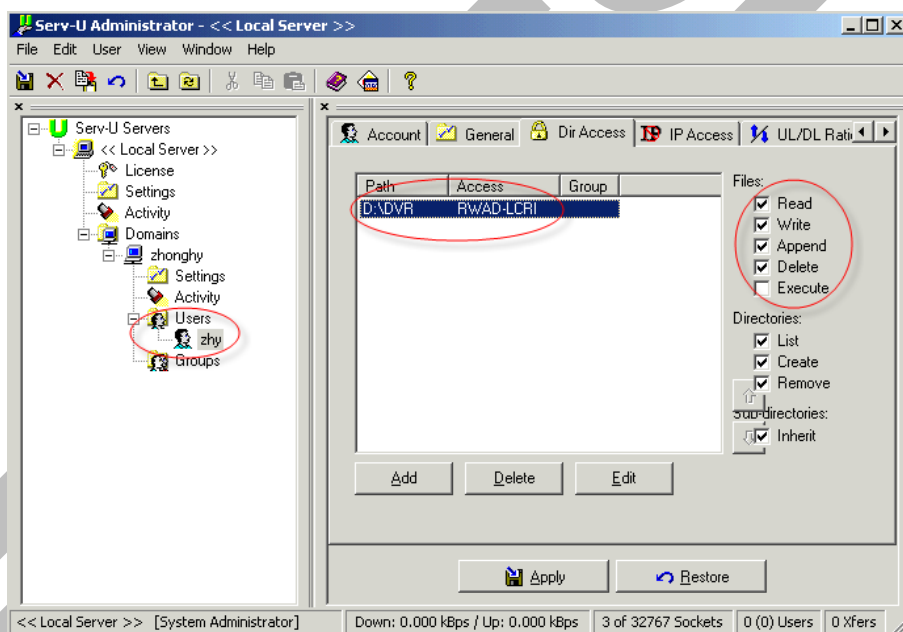 Serv-U Administrator - << Local Server >>
File Edit User View Window Help
Serv-U Servers
<< Local Server >>
License
Settings
Activity
Domains
zhonghy
Settings
Activity
Users
zhy
Groups
Account General Dir Access IP Access
Path Access Group
D:\DVR RWAD-LCRI
Files:
Read
Write
Append
Delete
Execute
Directories:
List
Create
Remove
Sub-directories:
Inherit
Add Delete Edit
Apply Restore
<< Local Server >> [System Administrator] Down: 0.000 kBps / Up: 0.000 kBps 3 of 32767 Sockets 0 (0) Users 0 Xfers